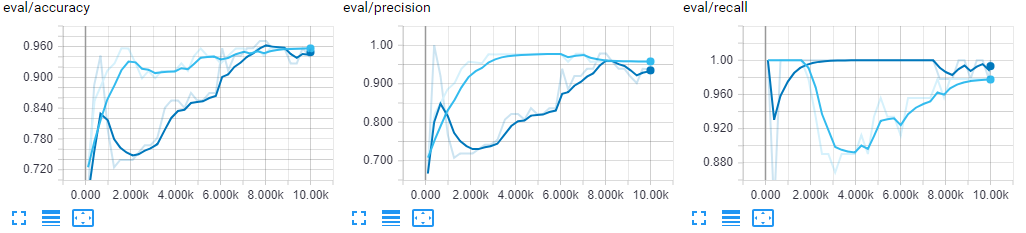 eval/accuracy
0.960
0.900
0.840
0.780
0.720
0.000 2.000k 4.000k 6.000k 8.000k 10.00k
eval/precision
1.00
0.900
0.800
0.700
0.000 2.000k 4.000k 6.000k 8.000k 10.00k
eval/recall
1.00
0.960
0.920
0.880
0.000 2.000k 4.000k 6.000k 8.000k 10.00k